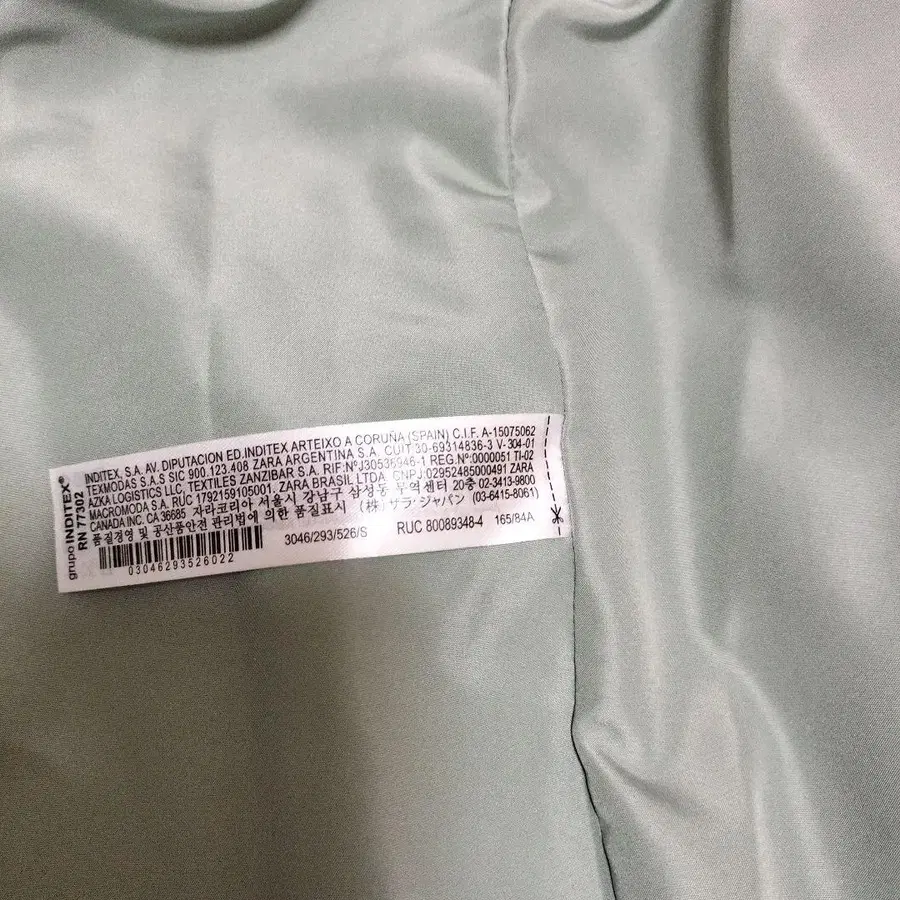 grupo INDITEX®
RN 77302
INDITEX, S.A. AV. DIPUTACION ED.INDITEX ARTEIXO A CORUÑA (SPAIN) C.I.F. A-15075062
TEXMODAS S.A.S SIC 900.123.408 ZARA ARGENTINA S.A. CUIT 30-69314836-3 V-304-01
AZKA LOGISTICS LLC. TEXTILES ZANZIBAR S.A. RIF:Nº J30536946-1 REG.Nº:0000051 TI-02
MACROMODA S.A. RUC 1792159105001. ZARA BRASIL LTDA. CNPJ:02952485000491 ZARA
CANADA INC. CA 36685 자라코리아 서울시 강남구 삼성동 무역센터 20층 02-3413-9800
품질경영 및 공산품안전 관리법에 의한 품질표시 (株) サラ・ジャパン (03-6415-8061)
3046/293/526/S RUC 80089348-4 165/84A
03046293526022